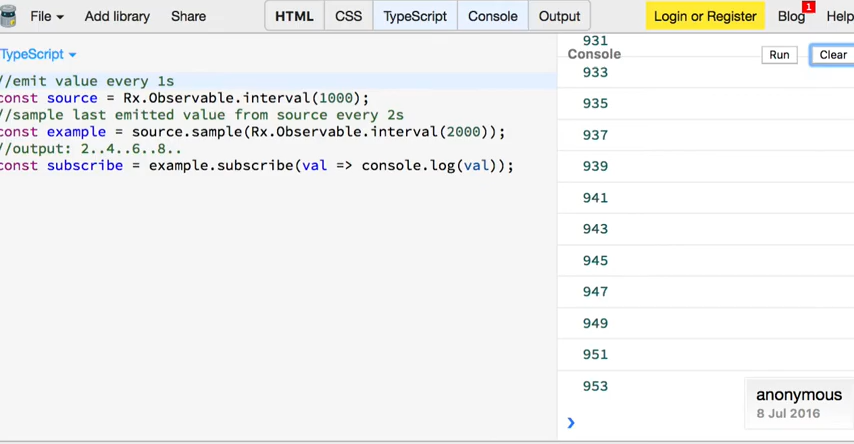 File Add library Share HTML CSS TypeScript Console Output Login or Register Blog 1 Help
TypeScript
Console Run Clear
//emit value every 1s
const source = Rx.Observable.interval(1000);
//sample last emitted value from source every 2s
const example = source.sample(Rx.Observable.interval(2000));
//output: 2..4..6..8..
const subscribe = example.subscribe(val => console.log(val));
931
933
935
937
939
941
943
945
947
949
951
953
anonymous
8 Jul 2016